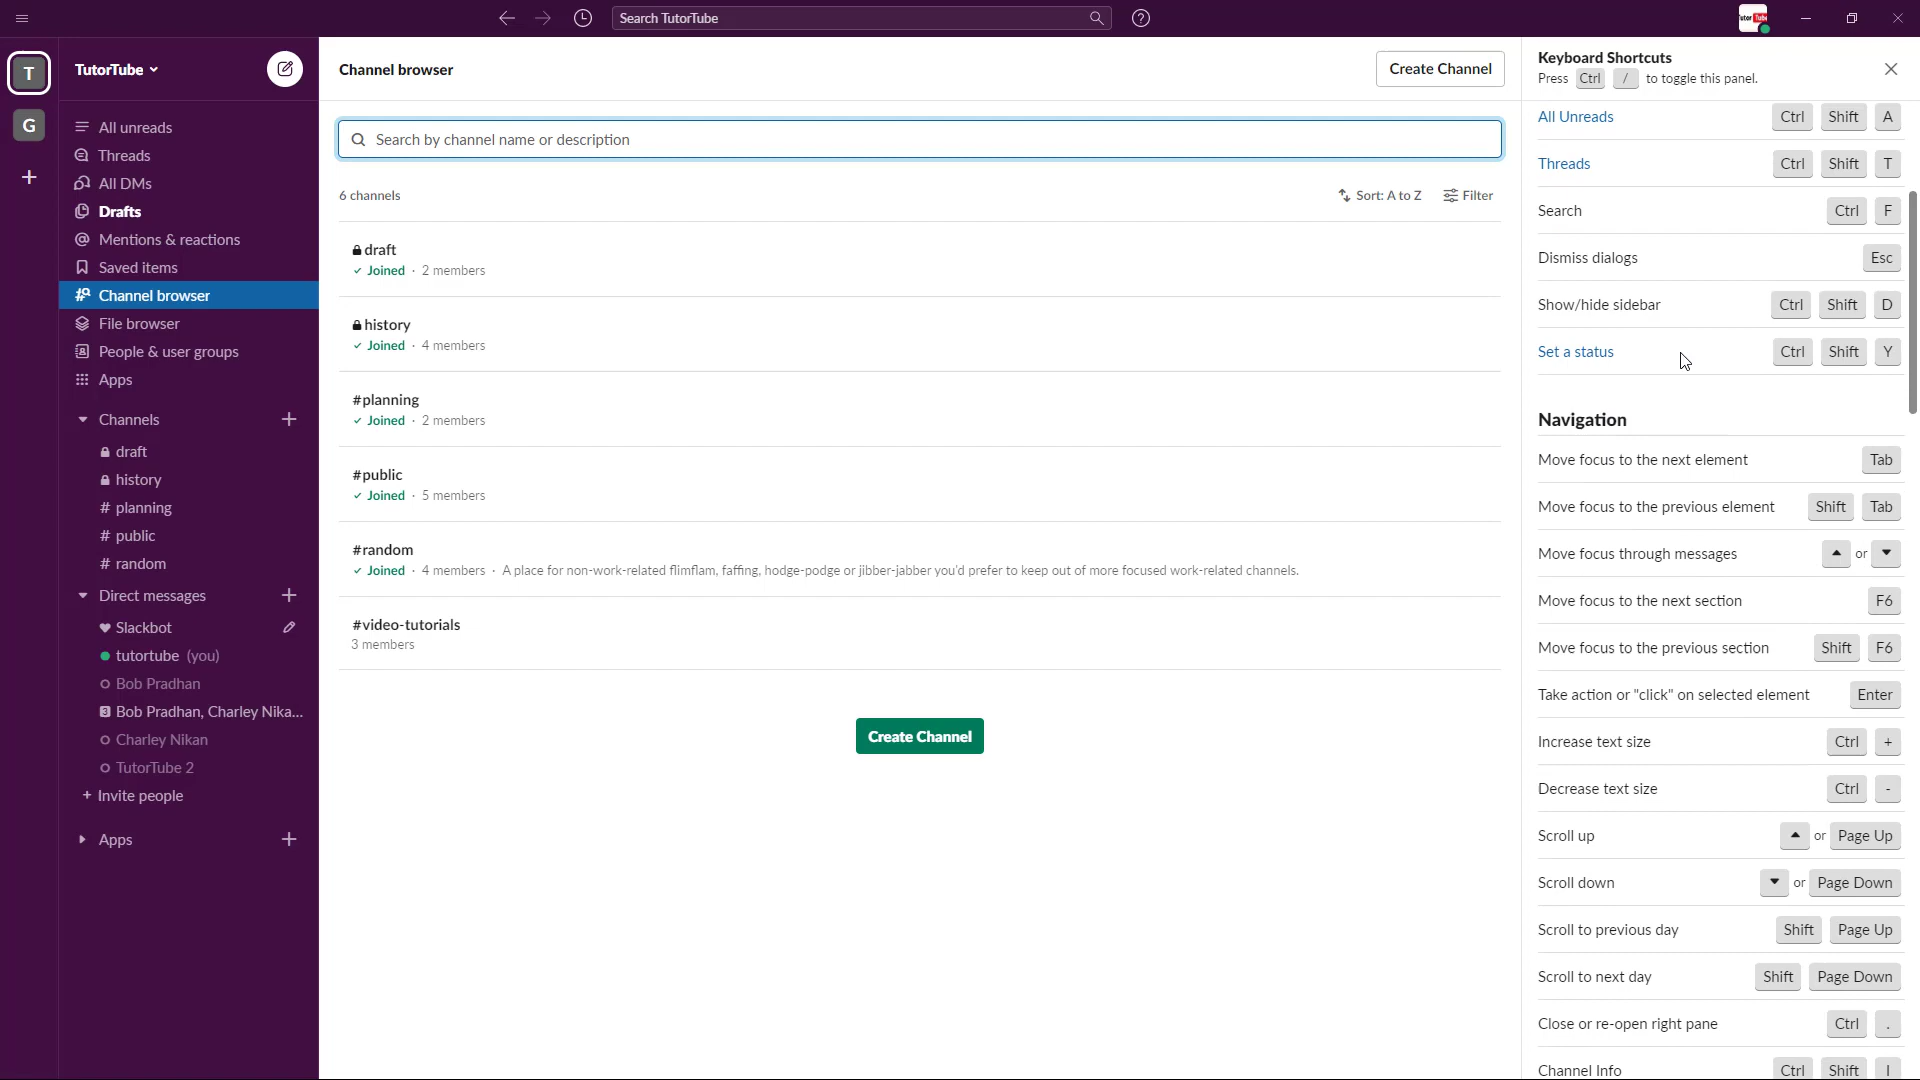 Search TutorTube
T
G
TutorTube
All unreads
Threads
All DMs
Drafts
Mentions & reactions
Saved items
Channel browser
File browser
People & user groups
Apps
Channels
draft
history
# planning
# public
# random
Direct messages
Slackbot
tutortube (you)
Bob Pradhan
3 Bob Pradhan, Charley Nika...
Charley Nikan
TutorTube 2
+ Invite people
Apps
Channel browser
Create Channel
Search by channel name or description
6 channels
Sort: A to Z
Filter
draft
✓ Joined · 2 members
history
✓ Joined · 4 members
#planning
✓ Joined · 2 members
#public
✓ Joined · 5 members
#random
✓ Joined · 4 members · A place for non-work-related flimflam, faffing, hodge-podge or jibber-jabber you'd prefer to keep out of more focused work-related channels.
#video-tutorials
3 members
Create Channel
Keyboard Shortcuts
Press Ctrl / to toggle this panel.
All Unreads Ctrl Shift A
Threads Ctrl Shift T
Search Ctrl F
Dismiss dialogs Esc
Show/hide sidebar Ctrl Shift D
Set a status Ctrl Shift Y
Navigation
Move focus to the next element Tab
Move focus to the previous element Shift Tab
Move focus through messages ▲ or ▼
Move focus to the next section F6
Move focus to the previous section Shift F6
Take action or "click" on selected element Enter
Increase text size Ctrl +
Decrease text size Ctrl -
Scroll up ▲ or Page Up
Scroll down ▼ or Page Down
Scroll to previous day Shift Page Up
Scroll to next day Shift Page Down
Close or re-open right pane Ctrl .
Channel Info Ctrl Shift I